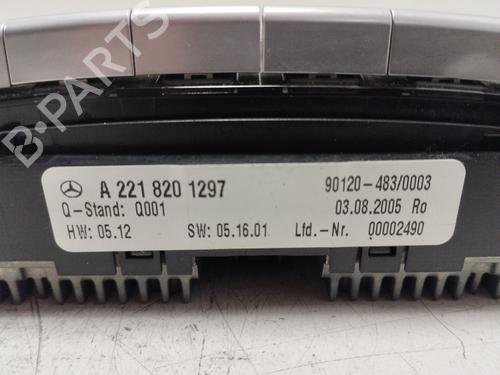 B-PARTS
A 221 820 1297
90120-483/0003
Q-Stand: Q001
03.08.2005 Ro
HW: 05.12 SW: 05.16.01 Lfd.-Nr. 00002490